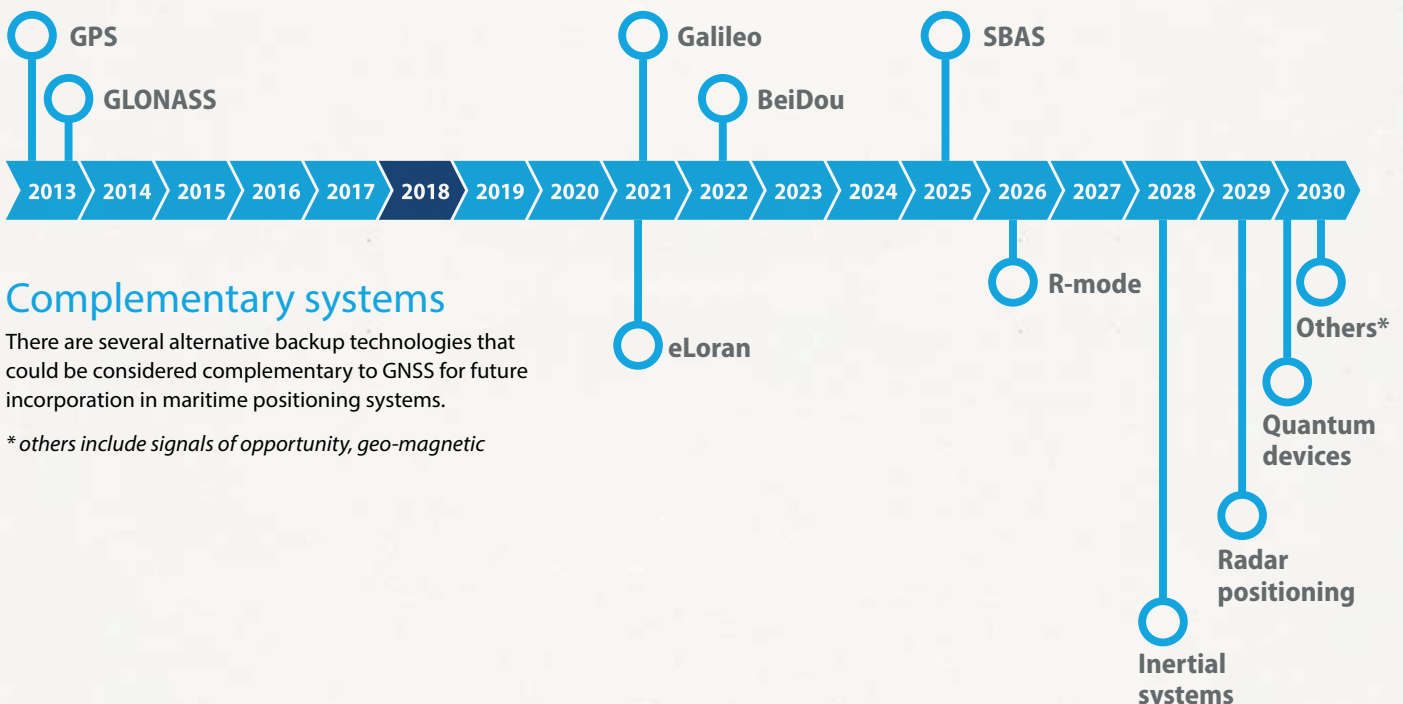 GPS
Galileo
SBAS
GLONASS
BeiDou
2013 2014 2015 2016 2017 2018 2019 2020 2021 2022 2023 2024 2025 2026 2027 2028 2029 2030
Complementary systems
There are several alternative backup technologies that
could be considered complementary to GNSS for future
incorporation in maritime positioning systems.
* others include signals of opportunity, geo-magnetic
eLoran
R-mode
Others*
Quantum
devices
Radar
positioning
Inertial
systems